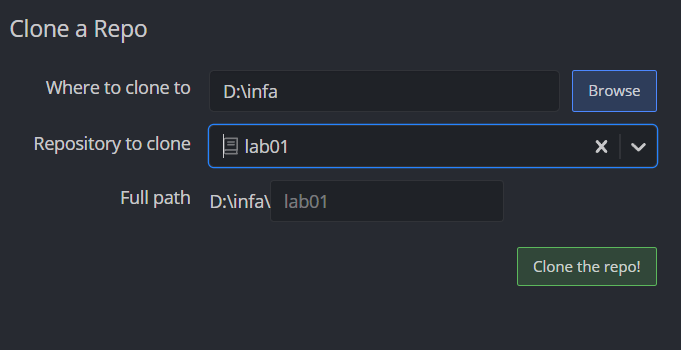 Clone a Repo
Where to clone to D:\infa Browse
Repository to clone lab01
Full path D:\infa\ lab01
Clone the repo!